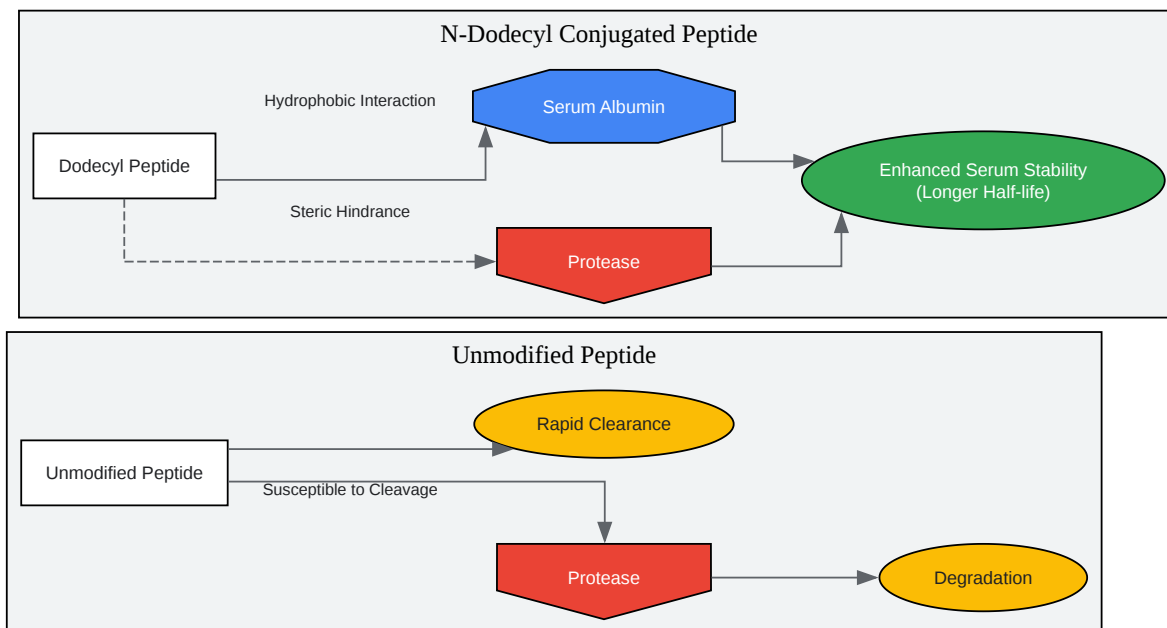 N-Dodecyl Conjugated Peptide
Hydrophobic Interaction
Serum Albumin
Dodecyl Peptide
Enhanced Serum Stability
(Longer Half-life)
Steric Hindrance
Protease
Unmodified Peptide
Rapid Clearance
Unmodified Peptide
Susceptible to Cleavage
Protease
Degradation